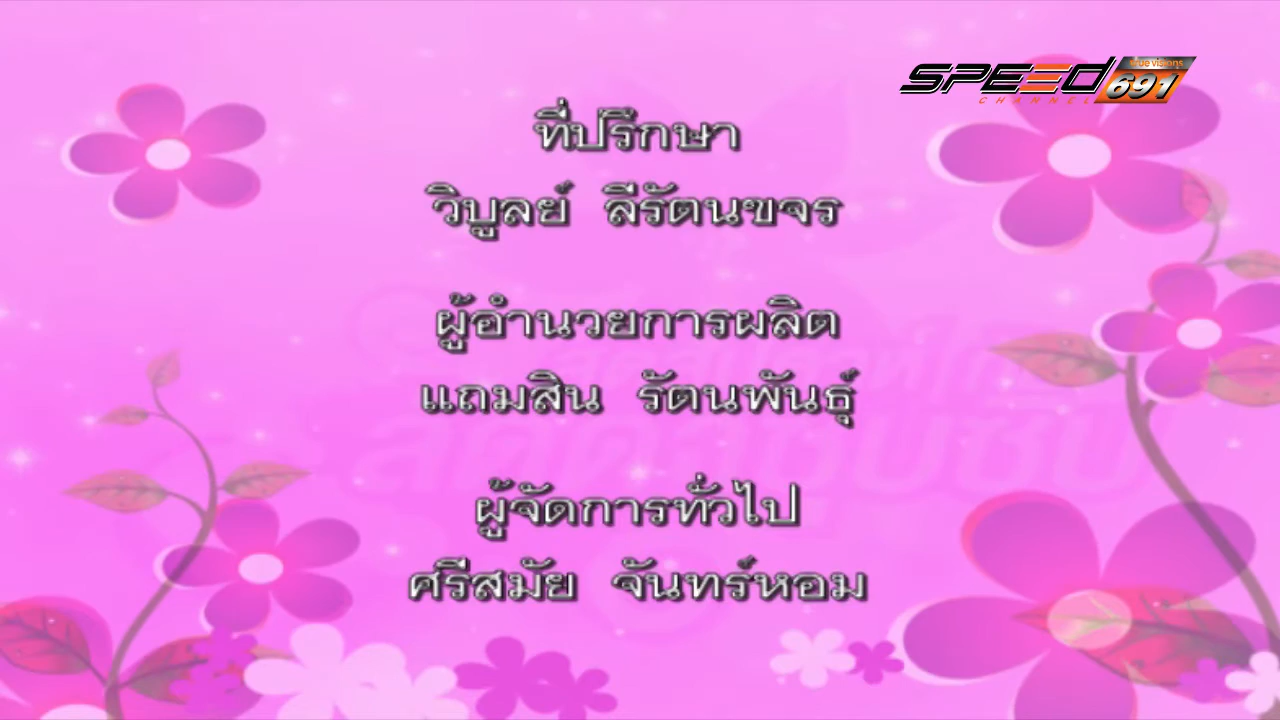 SPEED
true visions
CHANNEL
691
ที่ปรึกษา
วิบูลย์ ลีรัตนขจร
ผู้อำนวยการผลิต
แถมสิน รัตนพันธุ์
ผู้จัดการทั่วไป
ศรีสมัย จันทร์หอม